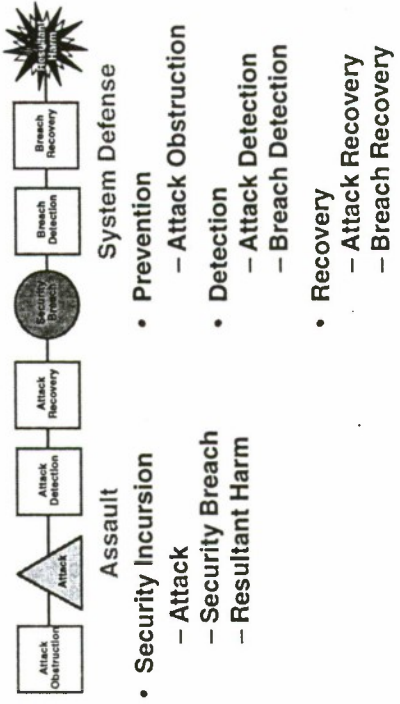 Attack
Obstruction
Attack
Attack
Detection
Attack
Recovery
Security
Breach
Breach
Detection
Breach
Recovery
Resultant
Harm
Assault
• Security Incursion
– Attack
– Security Breach
– Resultant Harm
System Defense
• Prevention
– Attack Obstruction
• Detection
– Attack Detection
– Breach Detection
• Recovery
– Attack Recovery
– Breach Recovery